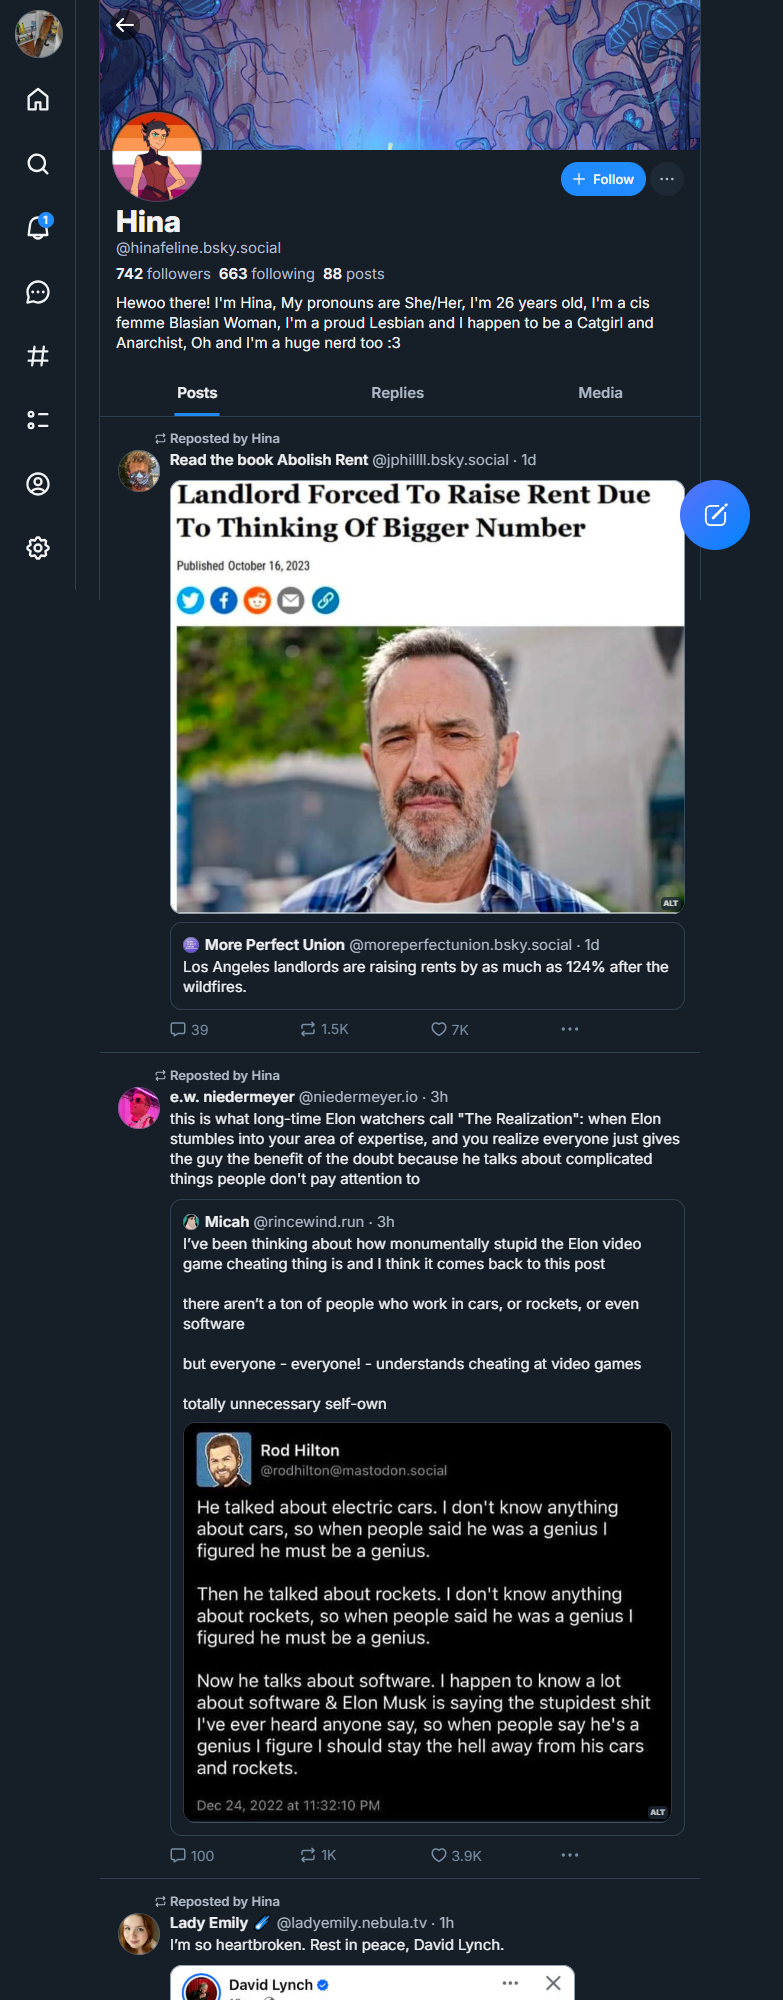 1
+ Follow
Hina
@hinafeline.bsky.social
742 followers 663 following 88 posts
Hewoo there! I'm Hina, My pronouns are She/Her, I'm 26 years old, I'm a cis
femme Blasian Woman, I'm a proud Lesbian and I happen to be a Catgirl and
Anarchist, Oh and I'm a huge nerd too :3
Posts Replies Media
Reposted by Hina
Read the book Abolish Rent @jphillll.bsky.social · 1d
Landlord Forced To Raise Rent Due
To Thinking Of Bigger Number
Published October 16, 2023
ALT
More Perfect Union @moreperfectunion.bsky.social · 1d
Los Angeles landlords are raising rents by as much as 124% after the
wildfires.
39 1.5K 7K
Reposted by Hina
e.w. niedermeyer @niedermeyer.io · 3h
this is what long-time Elon watchers call "The Realization": when Elon
stumbles into your area of expertise, and you realize everyone just gives
the guy the benefit of the doubt because he talks about complicated
things people don't pay attention to
Micah @rincewind.run · 3h
I've been thinking about how monumentally stupid the Elon video
game cheating thing is and I think it comes back to this post
there aren't a ton of people who work in cars, or rockets, or even
software
but everyone - everyone! - understands cheating at video games
totally unnecessary self-own
Rod Hilton
@rodhilton@mastodon.social
He talked about electric cars. I don't know anything
about cars, so when people said he was a genius I
figured he must be a genius.
Then he talked about rockets. I don't know anything
about rockets, so when people said he was a genius I
figured he must be a genius.
Now he talks about software. I happen to know a lot
about software & Elon Musk is saying the stupidest shit
I've ever heard anyone say, so when people say he's a
genius I figure I should stay the hell away from his cars
and rockets.
Dec 24, 2022 at 11:32:10 PM
ALT
100 1K 3.9K
Reposted by Hina
Lady Emily @ladyemily.nebula.tv · 1h
I'm so heartbroken. Rest in peace, David Lynch.
David Lynch